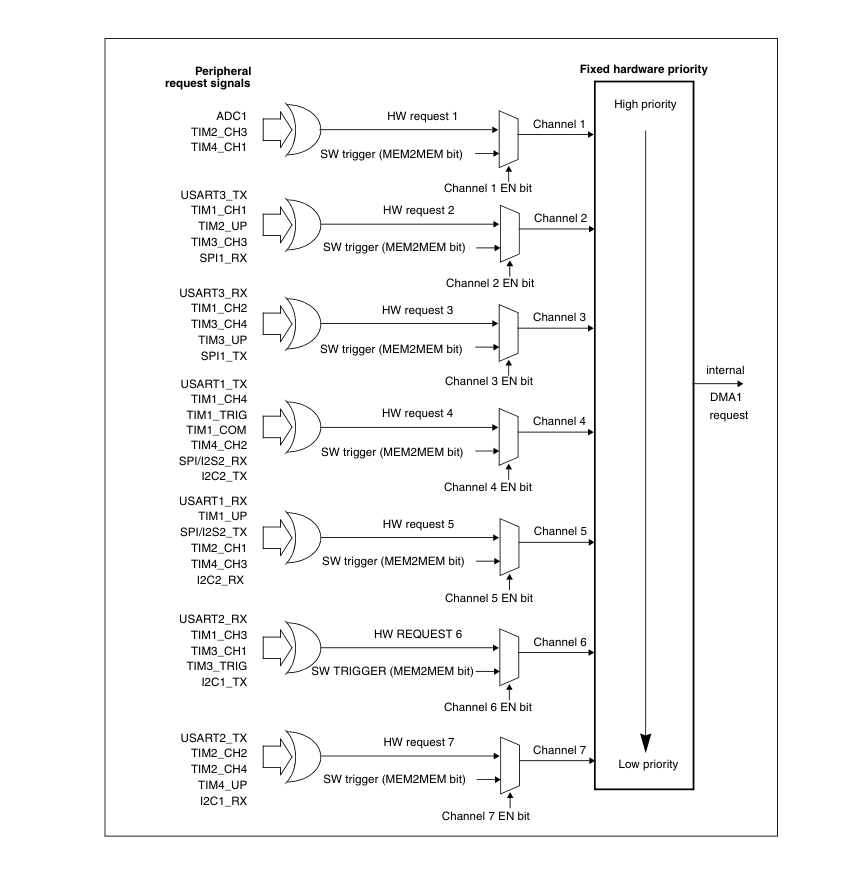 Peripheral
request signals
Fixed hardware priority
High priority
ADC1
TIM2_CH3
TIM4_CH1
HW request 1
SW trigger (MEM2MEM bit)
Channel 1
Channel 1 EN bit
USART3_TX
TIM1_CH1
TIM2_UP
TIM3_CH3
SPI1_RX
HW request 2
SW trigger (MEM2MEM bit)
Channel 2
Channel 2 EN bit
USART3_RX
TIM1_CH2
TIM3_CH4
TIM3_UP
SPI1_TX
HW request 3
SW trigger (MEM2MEM bit)
Channel 3
Channel 3 EN bit
internal
DMA1
request
USART1_TX
TIM1_CH4
TIM1_TRIG
TIM1_COM
TIM4_CH2
SPI/I2S2_RX
I2C2_TX
HW request 4
SW trigger (MEM2MEM bit)
Channel 4
Channel 4 EN bit
USART1_RX
TIM1_UP
SPI/I2S2_TX
TIM2_CH1
TIM4_CH3
I2C2_RX
HW request 5
SW trigger (MEM2MEM bit)
Channel 5
Channel 5 EN bit
USART2_RX
TIM1_CH3
TIM3_CH1
TIM3_TRIG
I2C1_TX
HW REQUEST 6
SW TRIGGER (MEM2MEM bit)
Channel 6
Channel 6 EN bit
USART2_TX
TIM2_CH2
TIM2_CH4
TIM4_UP
I2C1_RX
HW request 7
SW trigger (MEM2MEM bit)
Channel 7
Channel 7 EN bit
Low priority